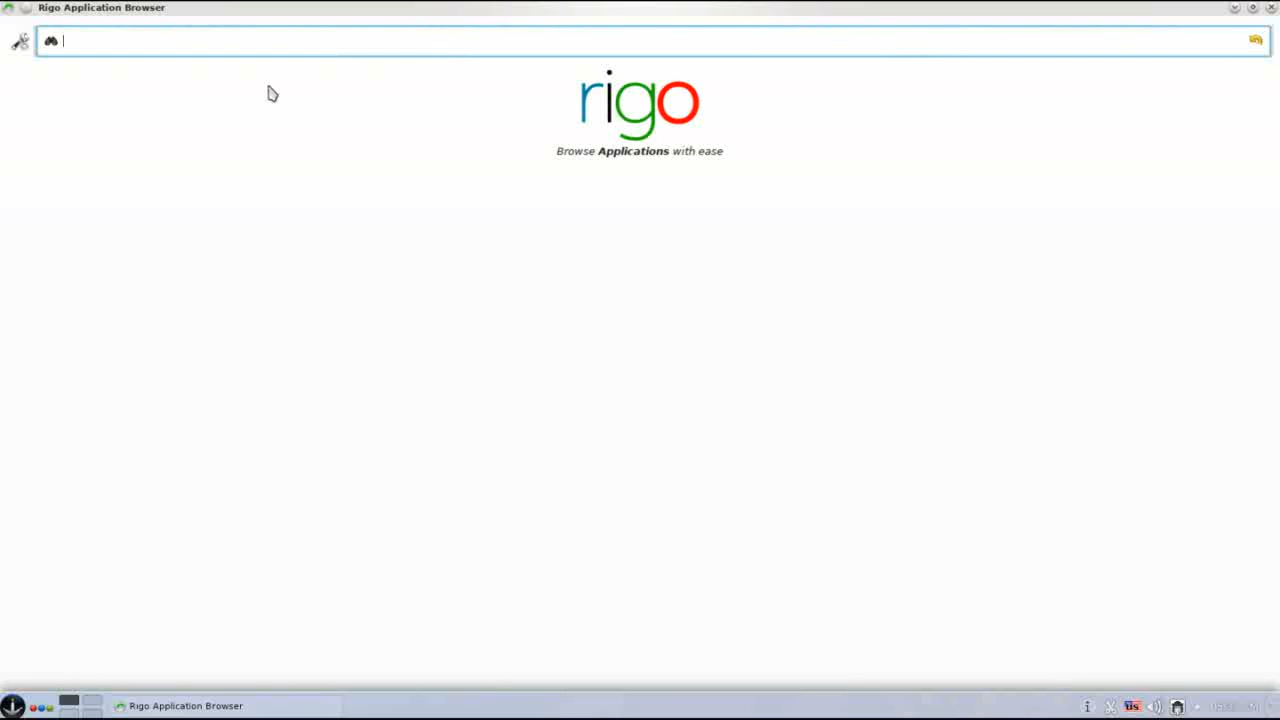 Rigo Application Browser
rigo
Browse Applications with ease
Rigo Application Browser
us